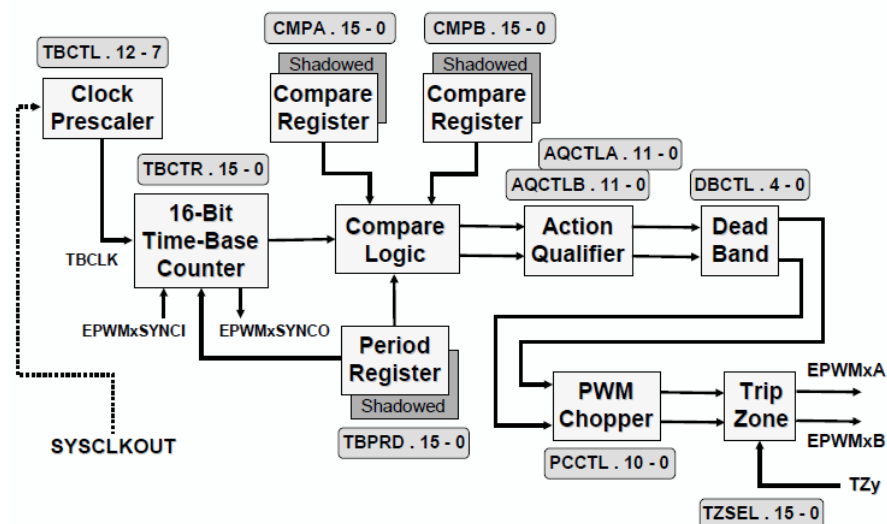 CMPA . 15 - 0
CMPB . 15 - 0
TBCTL . 12 - 7
Shadowed
Shadowed
Clock
Prescaler
Compare
Register
Compare
Register
AQCTLA . 11 - 0
TBCTR . 15 - 0
AQCTLB . 11 - 0
DBCTL . 4 - 0
16-Bit
Time-Base
Counter
Compare
Logic
Action
Qualifier
Dead
Band
TBCLK
EPWMxSYNCI
EPWMxSYNCO
Period
Register
Shadowed
TBPRD . 15 - 0
SYSCLKOUT
PWM
Chopper
Trip
Zone
EPWMxA
EPWMxB
PCCTL . 10 - 0
TZy
TZSEL . 15 - 0